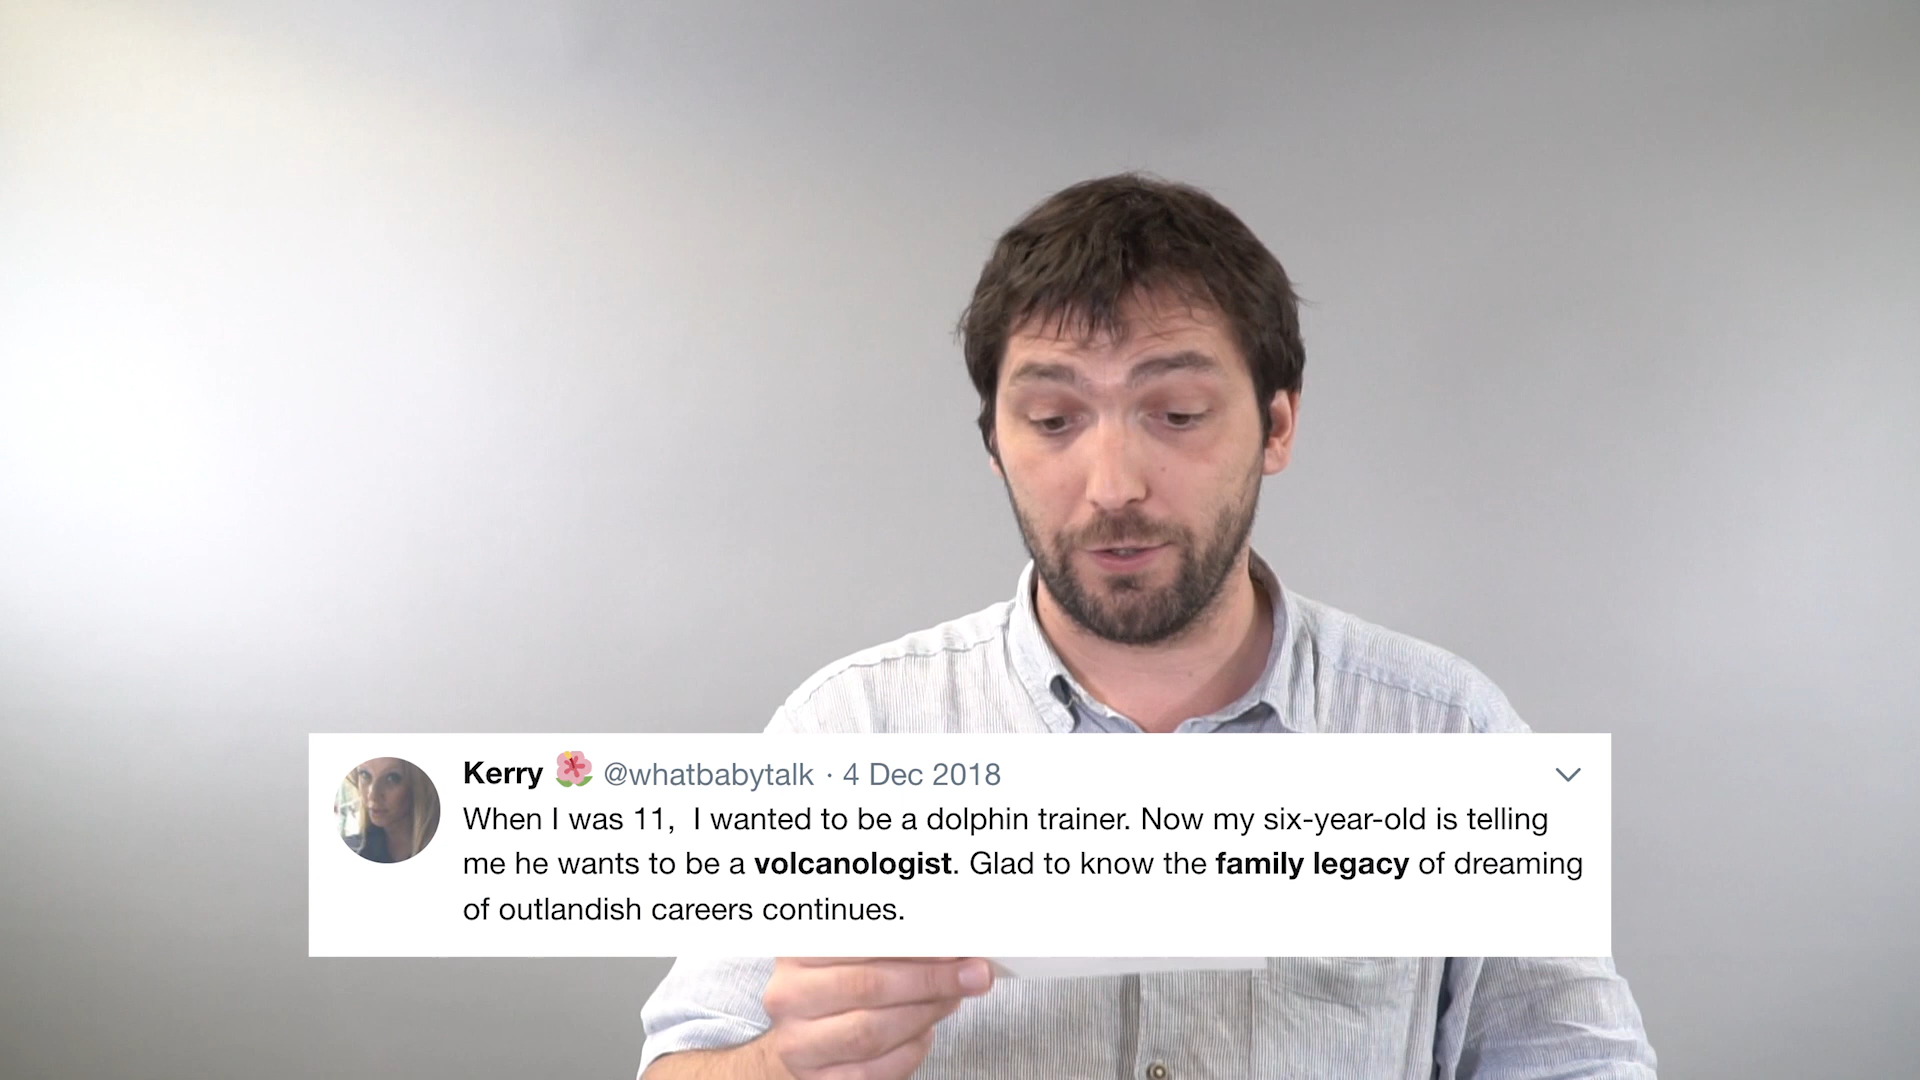 Kerry 🌺 @whatbabytalk · 4 Dec 2018
When I was 11,  I wanted to be a dolphin trainer. Now my six-year-old is telling
me he wants to be a volcanologist. Glad to know the family legacy of dreaming
of outlandish careers continues.